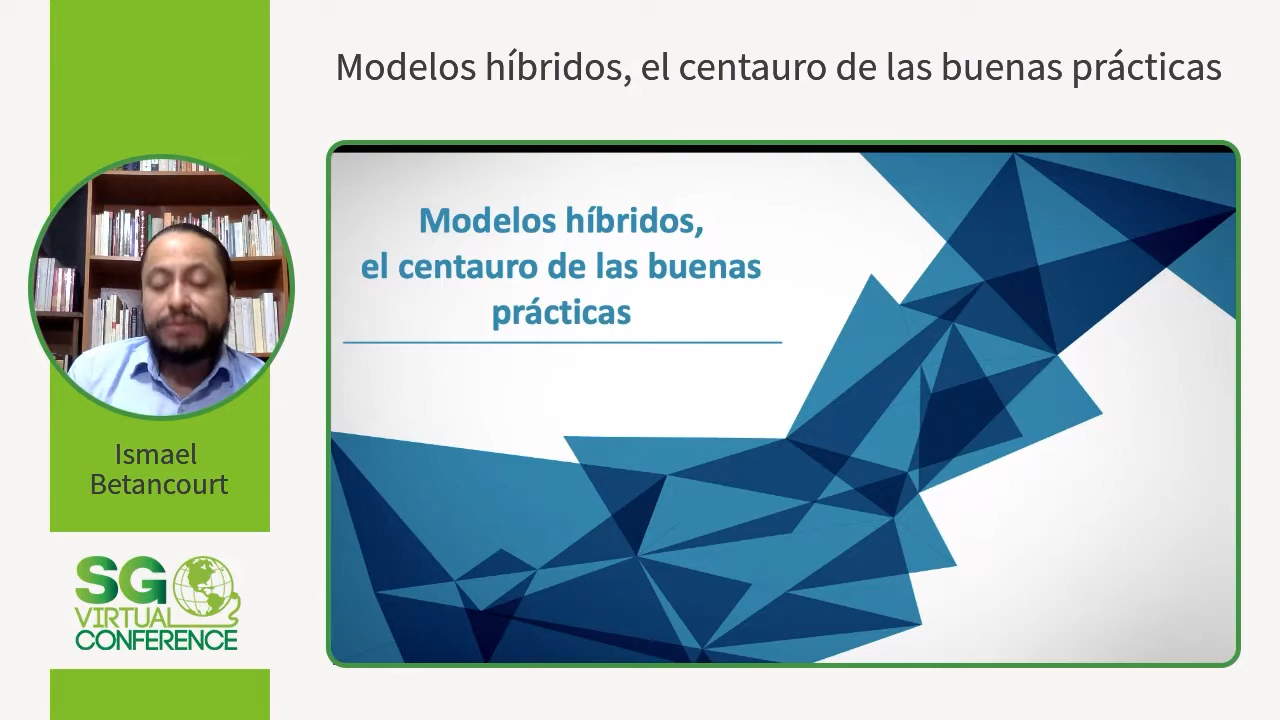 Modelos híbridos, el centauro de las buenas prácticas
Modelos híbridos,
el centauro de las buenas
prácticas
Ismael
Betancourt
SG
VIRTUAL
CONFERENCE